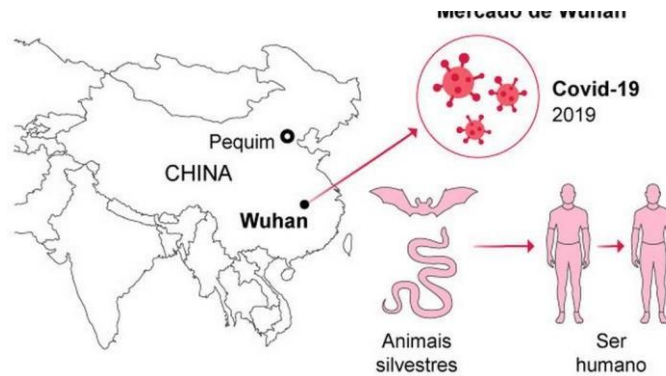 Mercado de Wuhan
Covid-19
2019
Pequim
CHINA
Wuhan
Animais
silvestres
Ser
humano